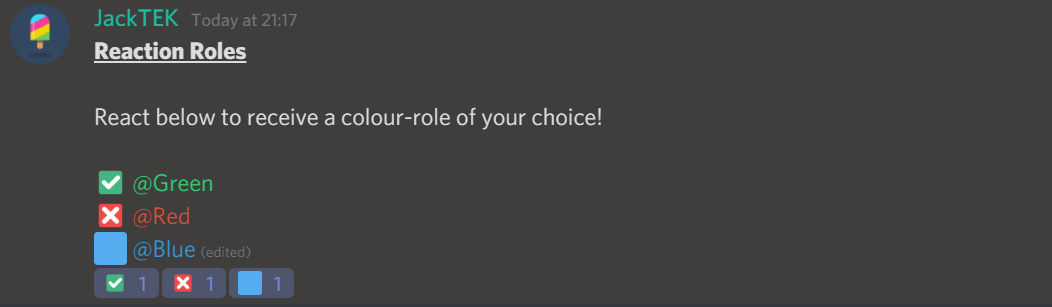 JackTEK Today at 21:17
Reaction Roles
React below to receive a colour-role of your choice!
@Green
@Red
@Blue (edited)
1 1 1